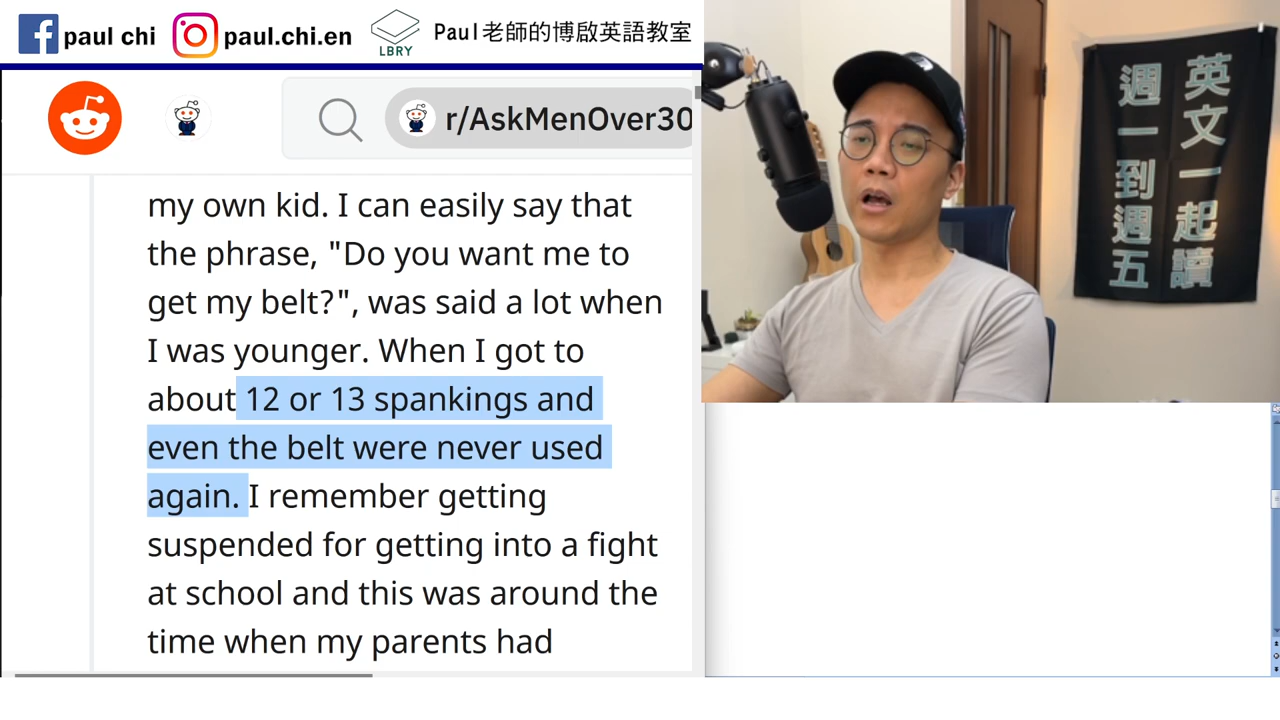 paul chi
paul.chi.en
LBRY
Paul老師的博啟英語教室
r/AskMenOver30
my own kid. I can easily say that
the phrase, "Do you want me to
get my belt?", was said a lot when
I was younger. When I got to
about 12 or 13 spankings and
even the belt were never used
again. I remember getting
suspended for getting into a fight
at school and this was around the
time when my parents had
英文一起讀
週一到週五